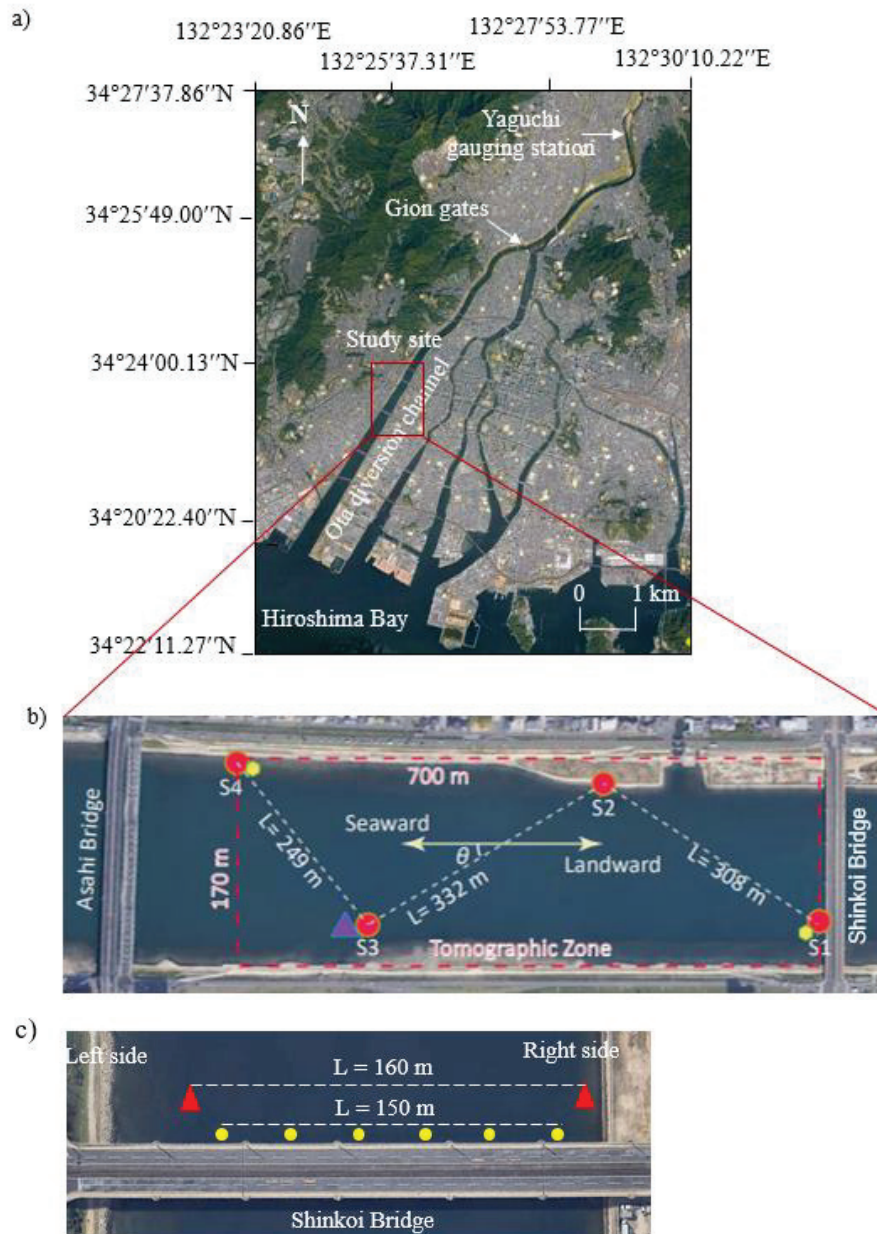 a)
132°23′20.86″E
132°27′53.77″E
132°25′37.31″E
132°30′10.22″E
34°27′37.86″N
N
Yaguchi
gauging station
34°25′49.00″N
Gion gates
Study site
34°24′00.13″N
Ota diversion channel
34°20′22.40″N
0 1 km
Hiroshima Bay
34°22′11.27″N
b)
Asahi Bridge
S4
700 m
S2
Seaward
L= 249 m
θ
Landward
L= 308 m
170 m
L= 332 m
S3
Tomographic Zone
S1
Shinkoi Bridge
c)
Left side
Right side
L = 160 m
L = 150 m
Shinkoi Bridge